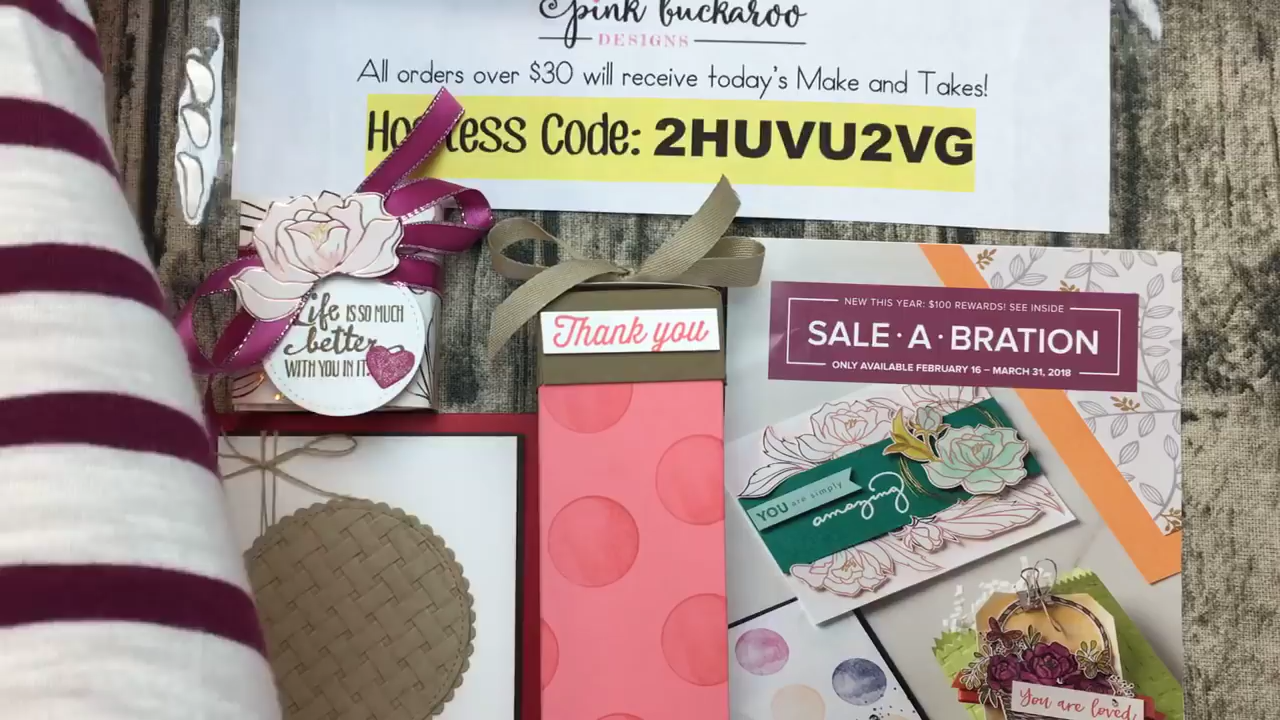 pink buckaroo
DESIGNS
All orders over $30 will receive today's Make and Takes!
Hostess Code: 2HUVU2VG
Life IS SO MUCH
better
WITH YOU IN IT.
Thank you
NEW THIS YEAR: $100 REWARDS! SEE INSIDE
SALE·A·BRATION
ONLY AVAILABLE FEBRUARY 16 – MARCH 31, 2018
YOU are simply
amazing
You are loved,